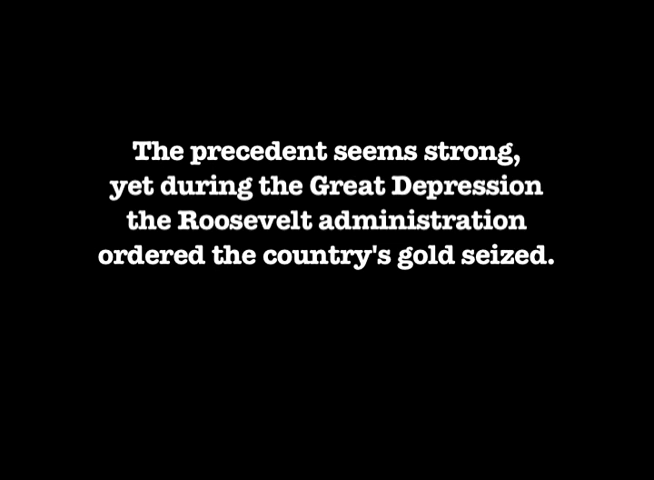 The precedent seems strong,
yet during the Great Depression
the Roosevelt administration
ordered the country's gold seized.